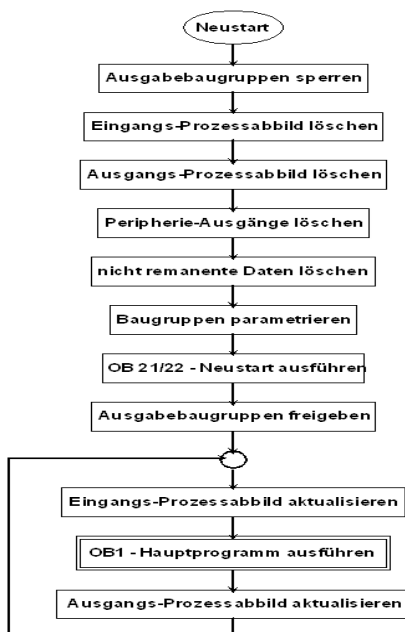 Neustart
Ausgabebaugruppen sperren
Eingangs-Prozessabbild löschen
Ausgangs-Prozessabbild löschen
Peripherie-Ausgänge löschen
nicht remanente Daten löschen
Baugruppen parametrieren
OB 21/22 - Neustart ausführen
Ausgabebaugruppen freigeben
Eingangs-Prozessabbild aktualisieren
OB1 - Hauptprogramm ausführen
Ausgangs-Prozessabbild aktualisieren